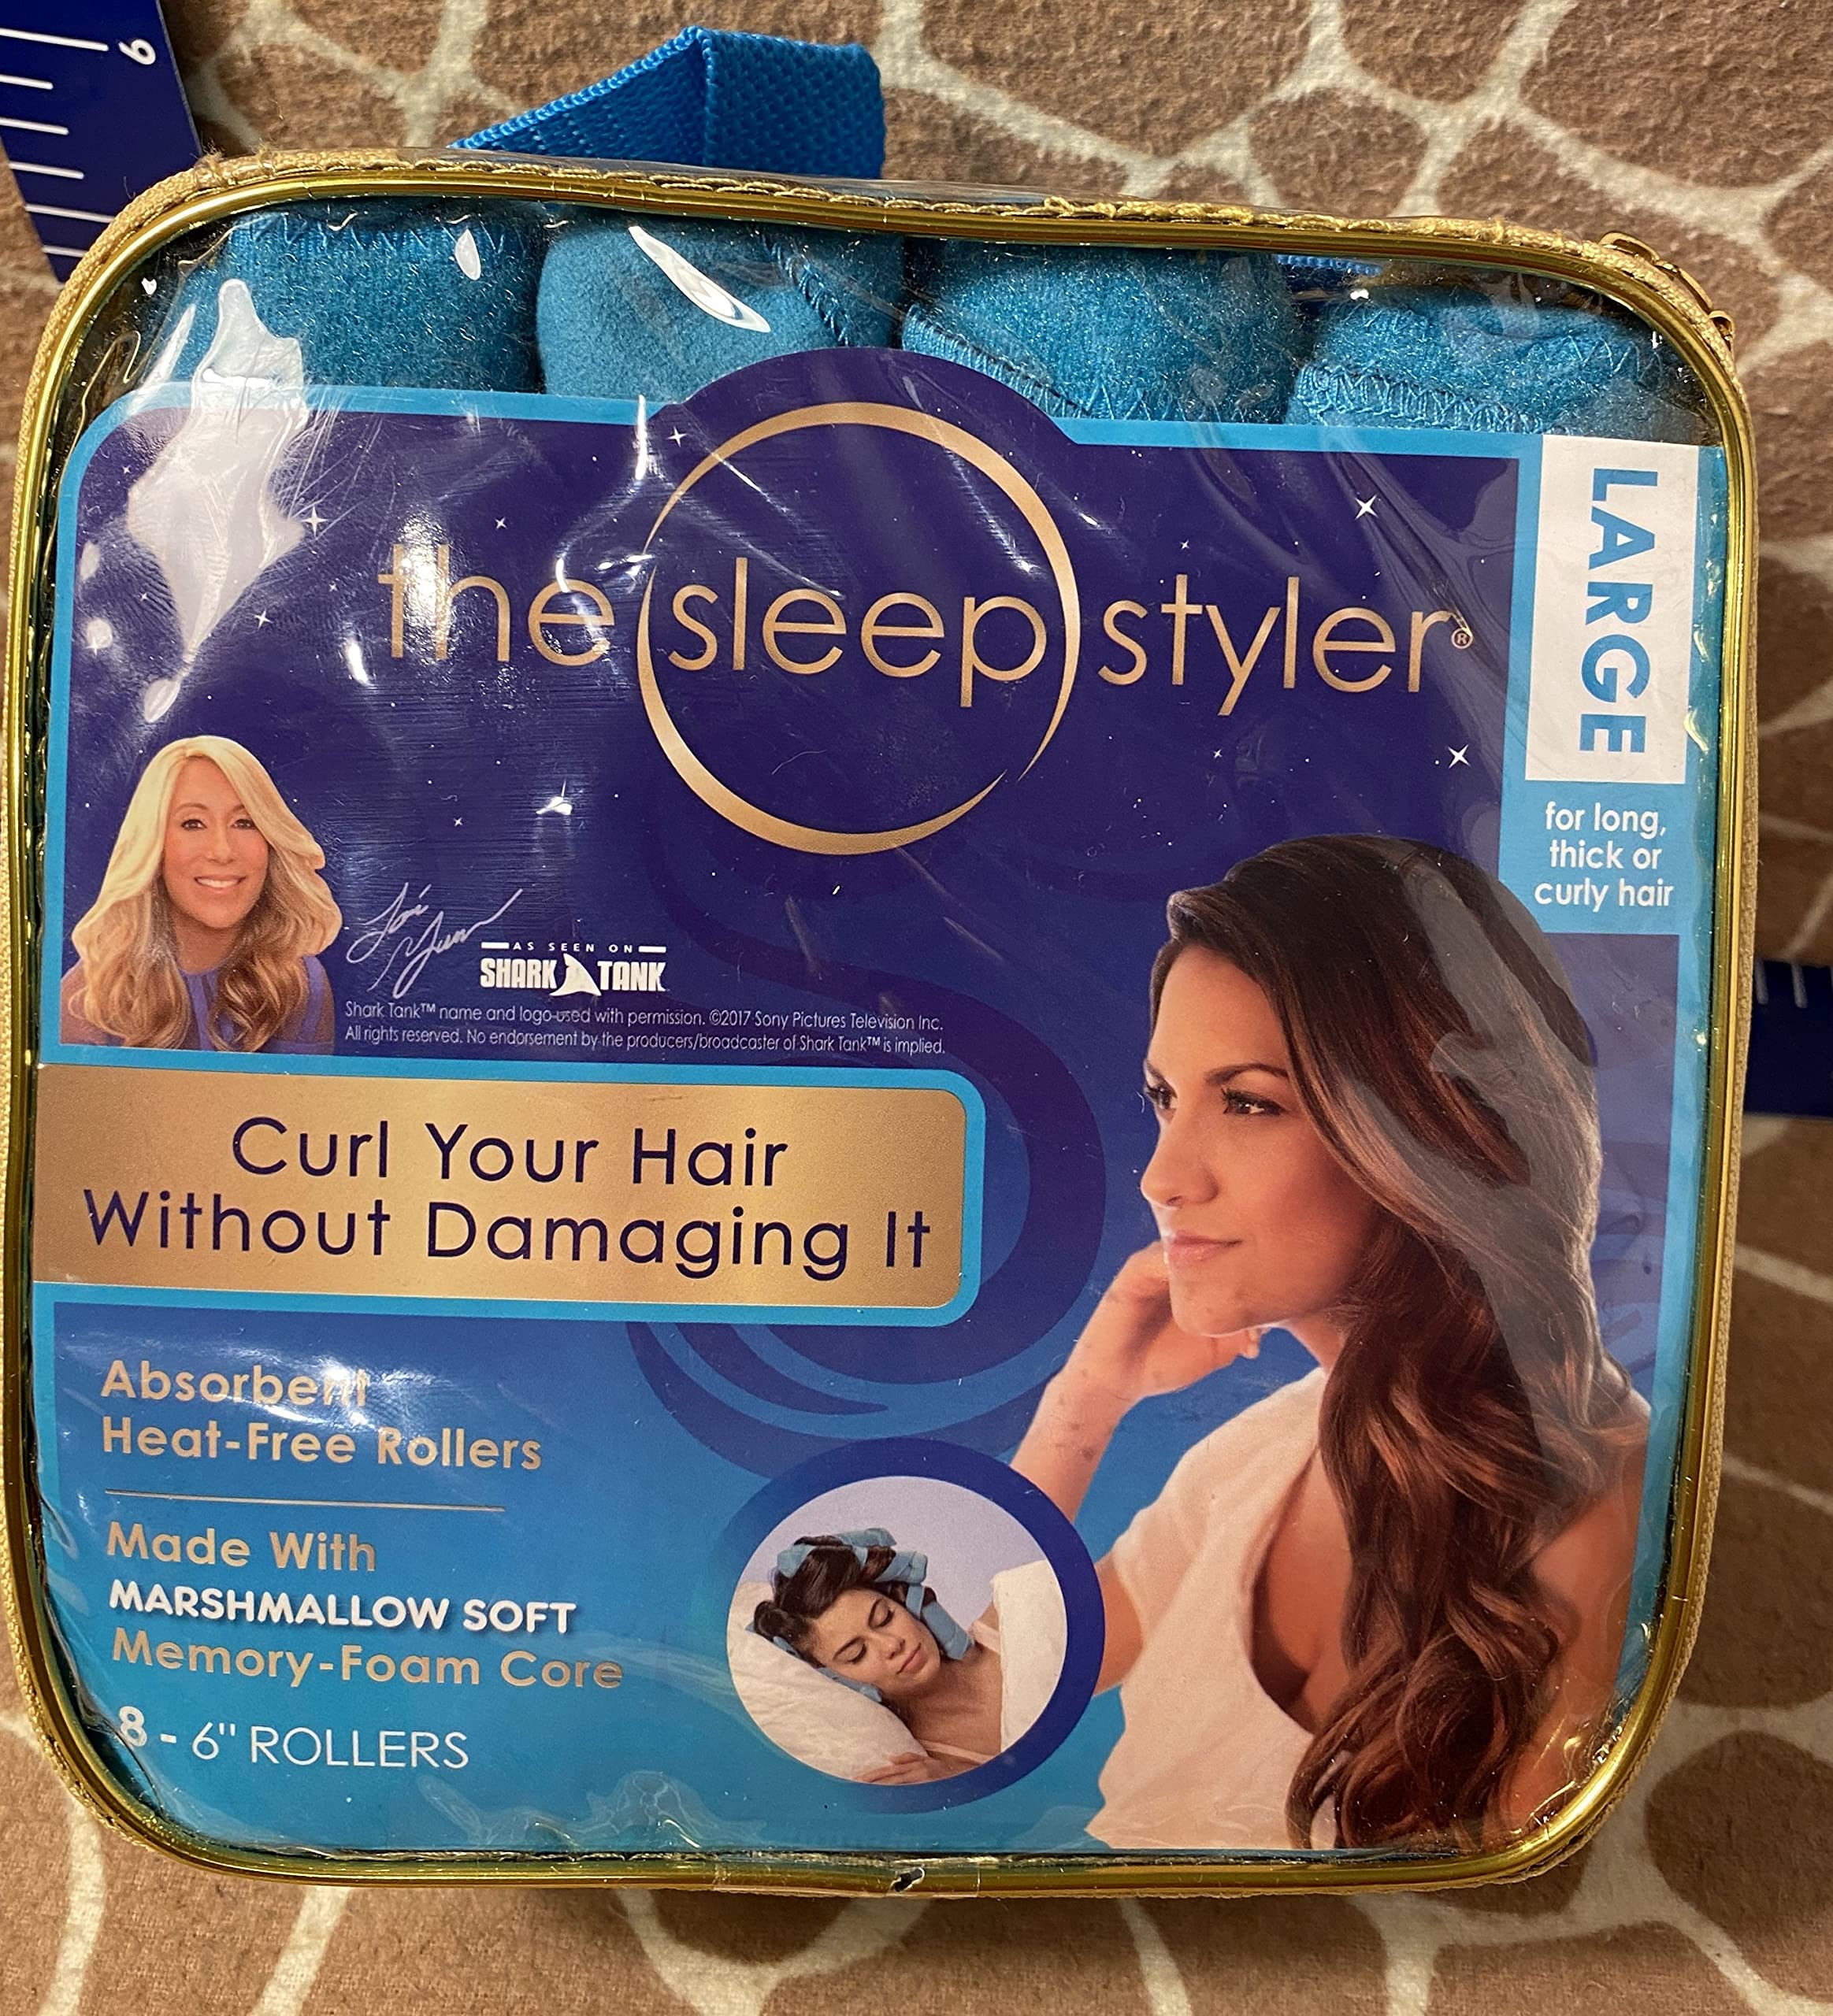 6
the sleep styler®
LARGE
for long,
thick or
curly hair
Lori
AS SEEN ON
SHARK TANK
Shark Tank™ name and logo used with permission. ©2017 Sony Pictures Television Inc.
All rights reserved. No endorsement by the producers/broadcaster of Shark Tank™ is implied.
Curl Your Hair
Without Damaging It
Absorbent
Heat-Free Rollers
Made With
MARSHMALLOW SOFT
Memory-Foam Core
8 - 6" ROLLERS